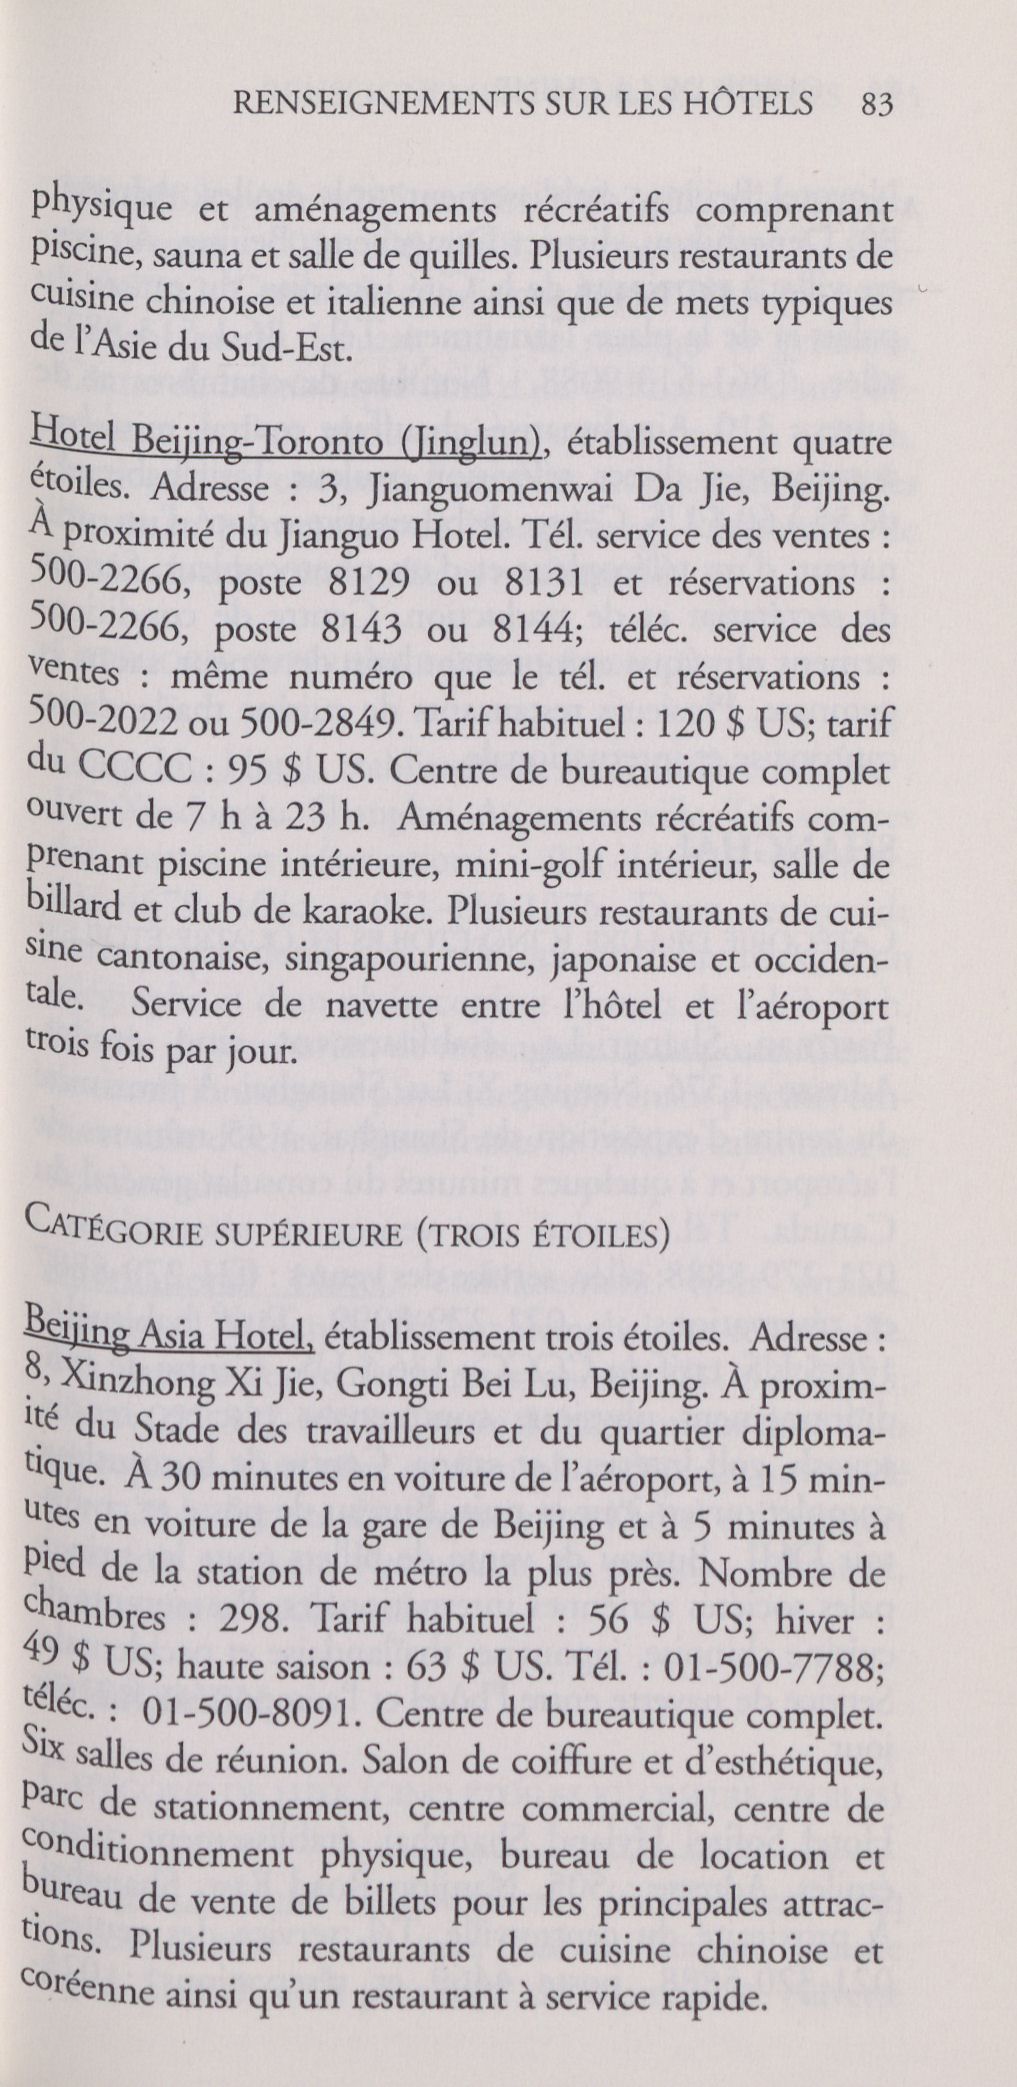 RENSEIGNEMENTS SUR LES HÔTELS 83
physique et aménagements récréatifs comprenant
piscine, sauna et salle de quilles. Plusieurs restaurants de
cuisine chinoise et italienne ainsi que de mets typiques
de l'Asie du Sud-Est.
Hotel Beijing-Toronto (Jinglun), établissement quatre
étoiles. Adresse : 3, Jianguomenwai Da Jie, Beijing.
À proximité du Jianguo Hotel. Tél. service des ventes :
500-2266, poste 8129 ou 8131 et réservations :
500-2266, poste 8143 ou 8144; téléc. service des
ventes : même numéro que le tél. et réservations :
500-2022 ou 500-2849. Tarif habituel : 120 $ US; tarif
du CCCC : 95 $ US. Centre de bureautique complet
ouvert de 7 h à 23 h. Aménagements récréatifs com-
prenant piscine intérieure, mini-golf intérieur, salle de
billard et club de karaoke. Plusieurs restaurants de cui-
sine cantonaise, singapourienne, japonaise et occiden-
tale. Service de navette entre l'hôtel et l'aéroport
trois fois par jour.
CATÉGORIE SUPÉRIEURE (TROIS ÉTOILES)
Beijing Asia Hotel, établissement trois étoiles. Adresse :
8, Xinzhong Xi Jie, Gongti Bei Lu, Beijing. À proxim-
ité du Stade des travailleurs et du quartier diploma-
tique. À 30 minutes en voiture de l'aéroport, à 15 min-
utes en voiture de la gare de Beijing et à 5 minutes à
pied de la station de métro la plus près. Nombre de
chambres : 298. Tarif habituel : 56 $ US; hiver :
49 $ US; haute saison : 63 $ US. Tél. : 01-500-7788;
téléc. : 01-500-8091. Centre de bureautique complet.
Six salles de réunion. Salon de coiffure et d'esthétique,
parc de stationnement, centre commercial, centre de
conditionnement physique, bureau de location et
bureau de vente de billets pour les principales attrac-
tions. Plusieurs restaurants de cuisine chinoise et
coréenne ainsi qu'un restaurant à service rapide.